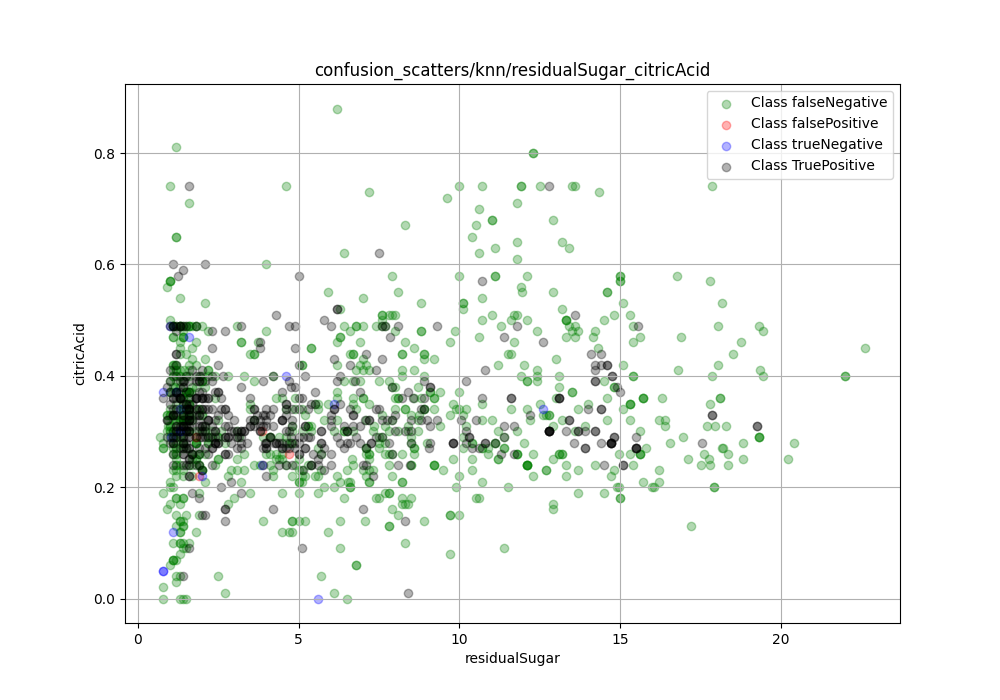 confusion_scatters/knn/residualSugar_citricAcid
Class falseNegative
Class falsePositive
Class trueNegative
Class TruePositive
0.8
0.6
0.4
0.2
0.0
citricAcid
0
5
10
15
20
residualSugar